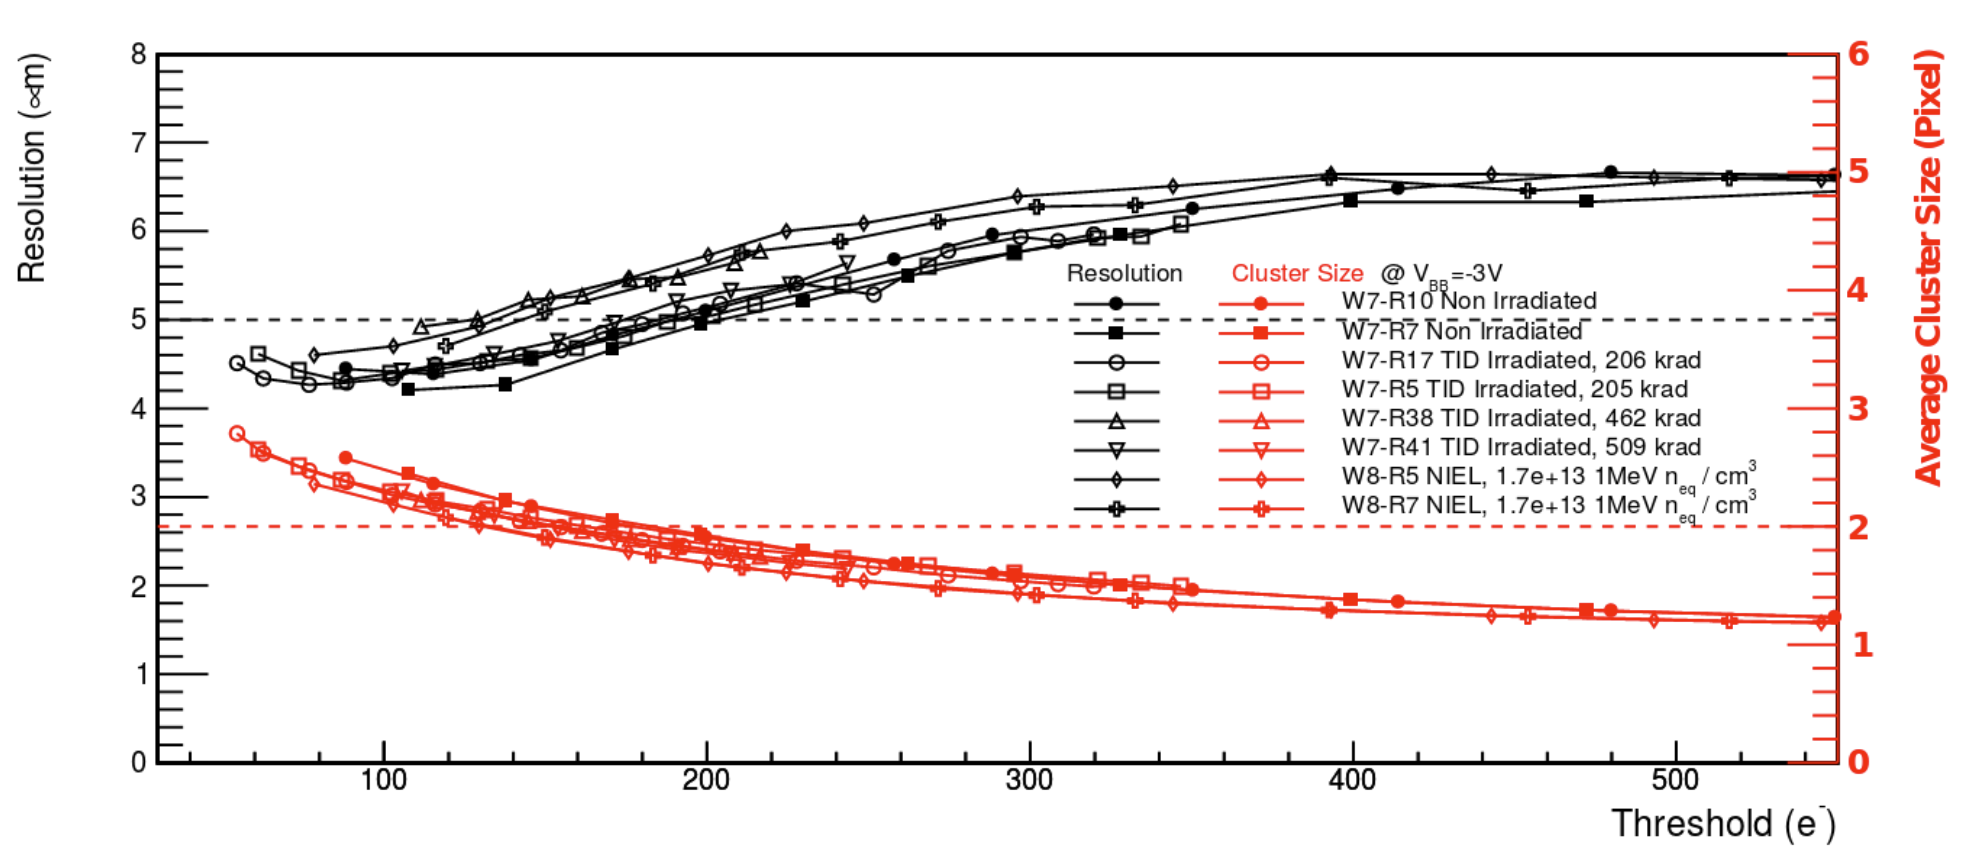 Resolution (∝m)
8
7
6
5
4
3
2
1
0
100
200
300
400
500
Threshold (e⁻)
6
5
4
3
2
1
0
Average Cluster Size (Pixel)
Resolution Cluster Size @ V_BB=-3V
W7-R10 Non Irradiated
W7-R7 Non Irradiated
W7-R17 TID Irradiated, 206 krad
W7-R5 TID Irradiated, 205 krad
W7-R38 TID Irradiated, 462 krad
W7-R41 TID Irradiated, 509 krad
W8-R5 NIEL, 1.7e+13 1MeV n_eq / cm³
W8-R7 NIEL, 1.7e+13 1MeV n_eq / cm³